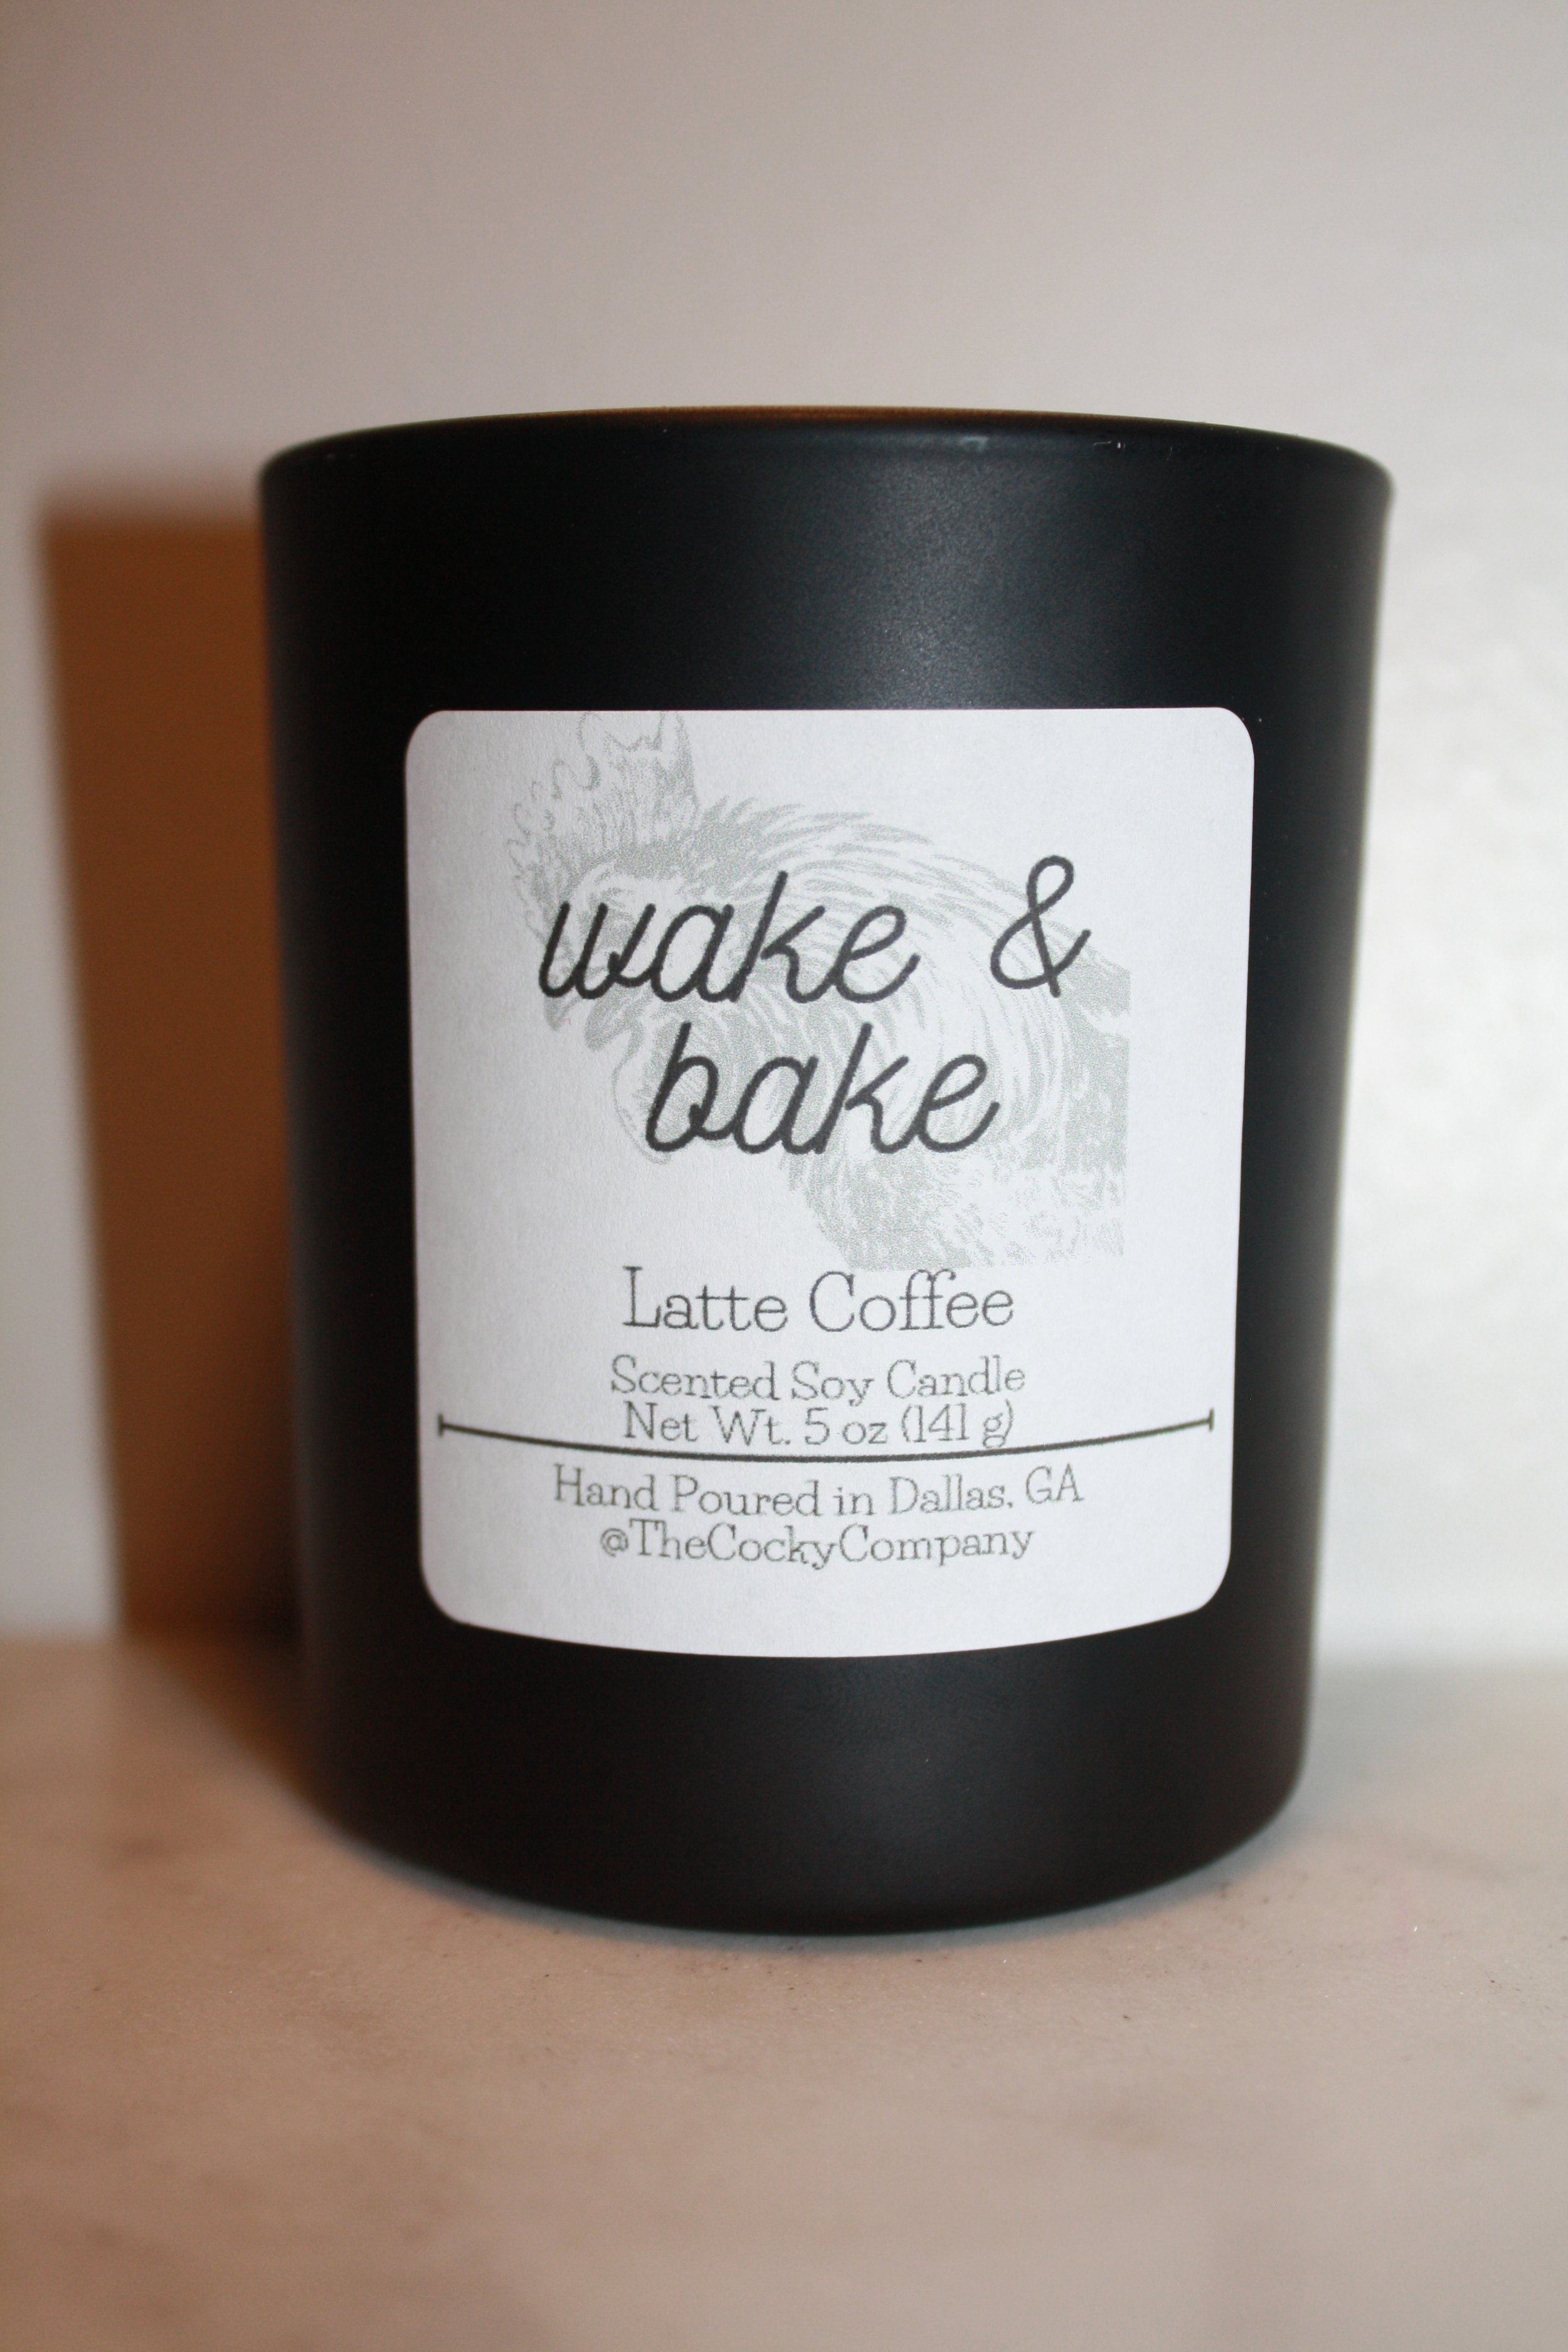 wake &
bake
Latte Coffee
Scented Soy Candle
Net Wt. 5 oz (141 g)
Hand Poured in Dallas, GA
@TheCockyCompany